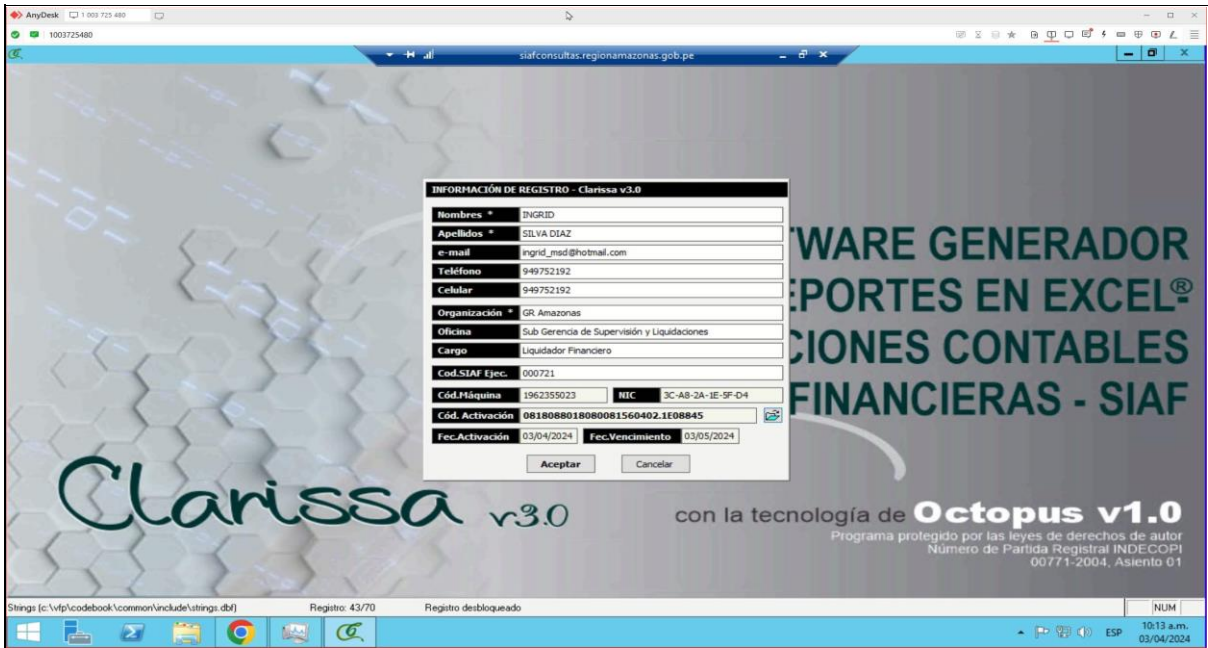 AnyDesk 1 003 725 480
1003725480
siafconsultas.regionamazonas.gob.pe
INFORMACIÓN DE REGISTRO - Clarissa v3.0
Nombres * INGRID
Apellidos * SILVA DIAZ
e-mail ingrid_msd@hotmail.com
Teléfono 949752192
Celular 949752192
Organización * GR Amazonas
Oficina Sub Gerencia de Supervisión y Liquidaciones
Cargo Liquidador Financiero
Cod.SIAF Ejec. 000721
Cód.Máquina 1962355023 NIC 3C-A8-2A-1E-5F-D4
Cód. Activación 0818088018080081560402.1E08845
Fec.Activación 03/04/2024 Fec.Vencimiento 03/05/2024
Aceptar Cancelar
WARE GENERADOR
PORTES EN EXCEL®
CIONES CONTABLES
FINANCIERAS - SIAF
Clarissa v3.0
con la tecnología de Octopus v1.0
Programa protegido por las leyes de derechos de autor
Número de Partida Registral INDECOPI
00771-2004, Asiento 01
Strings (c:\vfp\codebook\common\include\strings.dbf) Registro: 43/70 Registro desbloqueado NUM
ESP 10:13 a.m.
03/04/2024